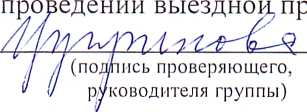 проведении выездной пр
(подпись проверяющего,
руководителя группы)